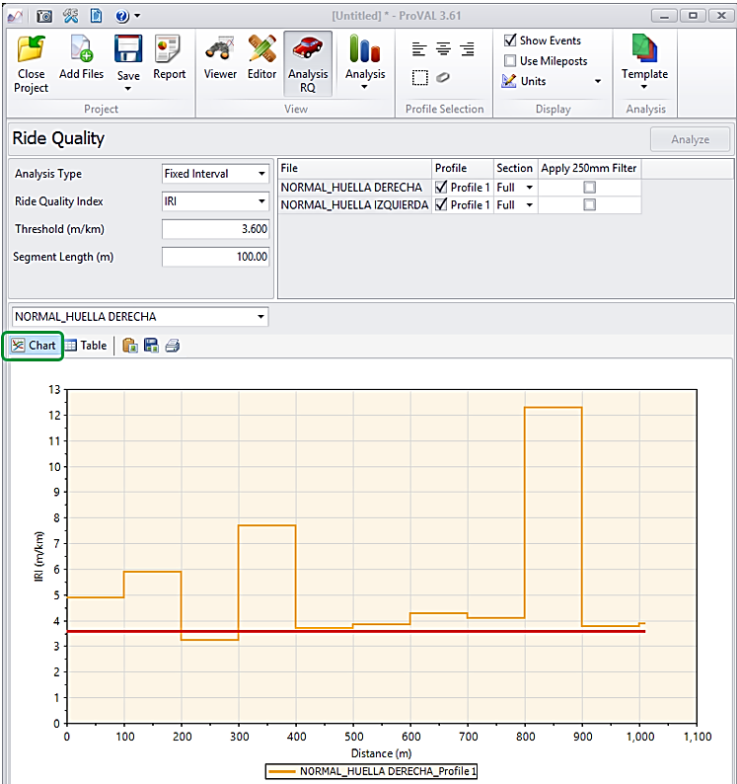 [Untitled] * - ProVAL 3.61
Close Project
Add Files
Save
Report
Viewer
Editor
Analysis RQ
Analysis
Show Events
Use Mileposts
Units
Template
Project
View
Profile Selection
Display
Analysis
Ride Quality
Analyze
Analysis Type Fixed Interval
Ride Quality Index IRI
Threshold (m/km) 3.600
Segment Length (m) 100.00
File Profile Section Apply 250mm Filter
NORMAL_HUELLA DERECHA Profile 1 Full
NORMAL_HUELLA IZQUIERDA Profile 1 Full
NORMAL_HUELLA DERECHA
Chart Table
13
12
11
10
9
8
7
6
5
4
3
2
1
0
IRI (m/km)
0 100 200 300 400 500 600 700 800 900 1,000 1,100
Distance (m)
NORMAL_HUELLA DERECHA_Profile 1